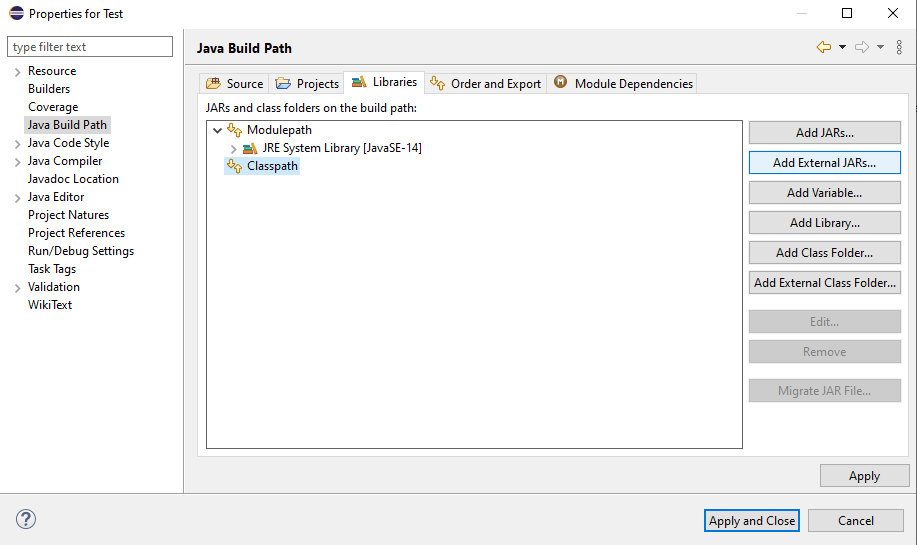 Properties for Test
type filter text
Resource
Builders
Coverage
Java Build Path
Java Code Style
Java Compiler
Javadoc Location
Java Editor
Project Natures
Project References
Run/Debug Settings
Task Tags
Validation
WikiText
Java Build Path
Source Projects Libraries Order and Export Module Dependencies
JARs and class folders on the build path:
Modulepath
JRE System Library [JavaSE-14]
Classpath
Add JARs...
Add External JARs...
Add Variable...
Add Library...
Add Class Folder...
Add External Class Folder...
Edit...
Remove
Migrate JAR File...
Apply
Apply and Close Cancel